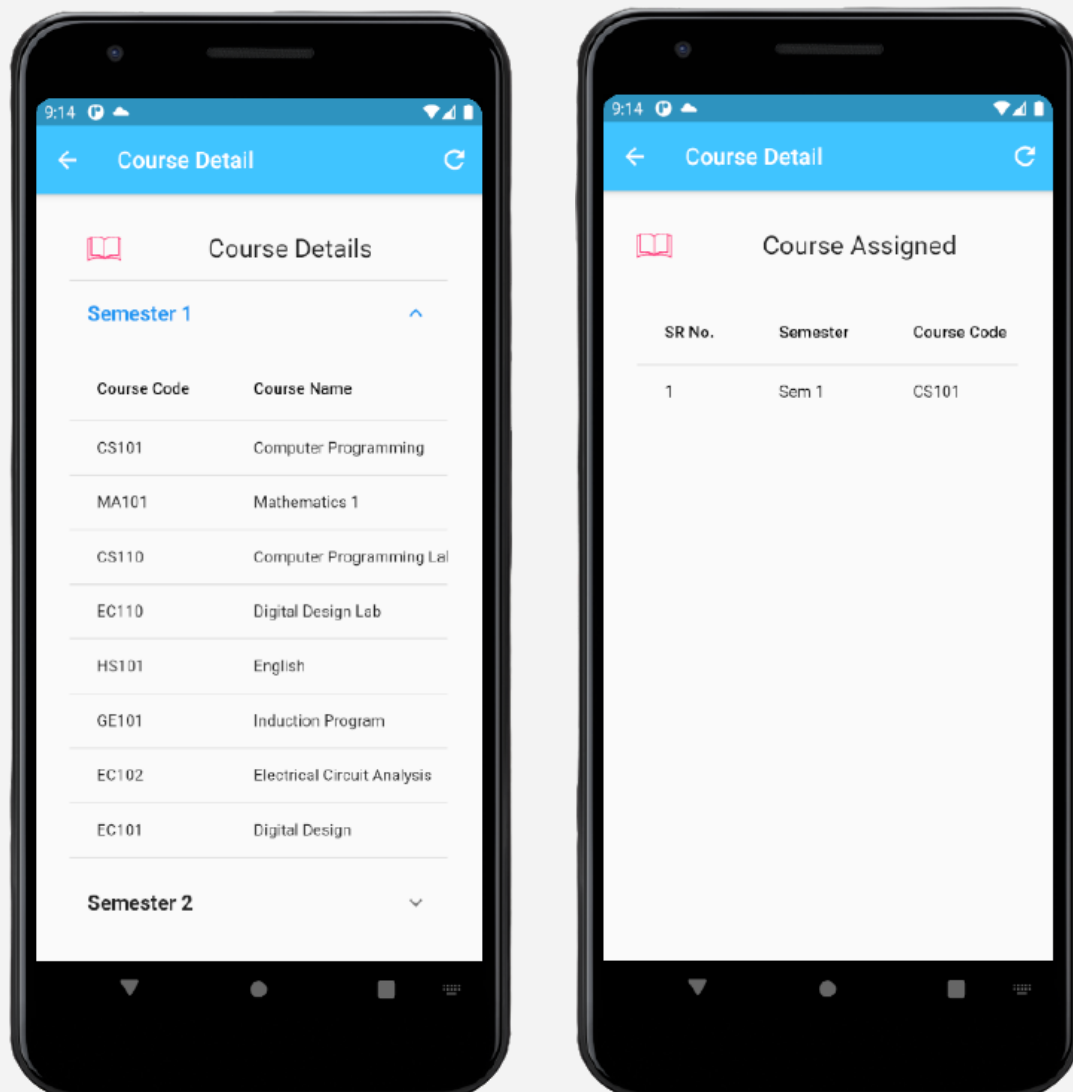 9:14
Course Detail
Course Details
Semester 1
Course Code Course Name
CS101 Computer Programming
MA101 Mathematics 1
CS110 Computer Programming Lal
EC110 Digital Design Lab
HS101 English
GE101 Induction Program
EC102 Electrical Circuit Analysis
EC101 Digital Design
Semester 2
9:14
Course Detail
Course Assigned
SR No. Semester Course Code
1 Sem 1 CS101